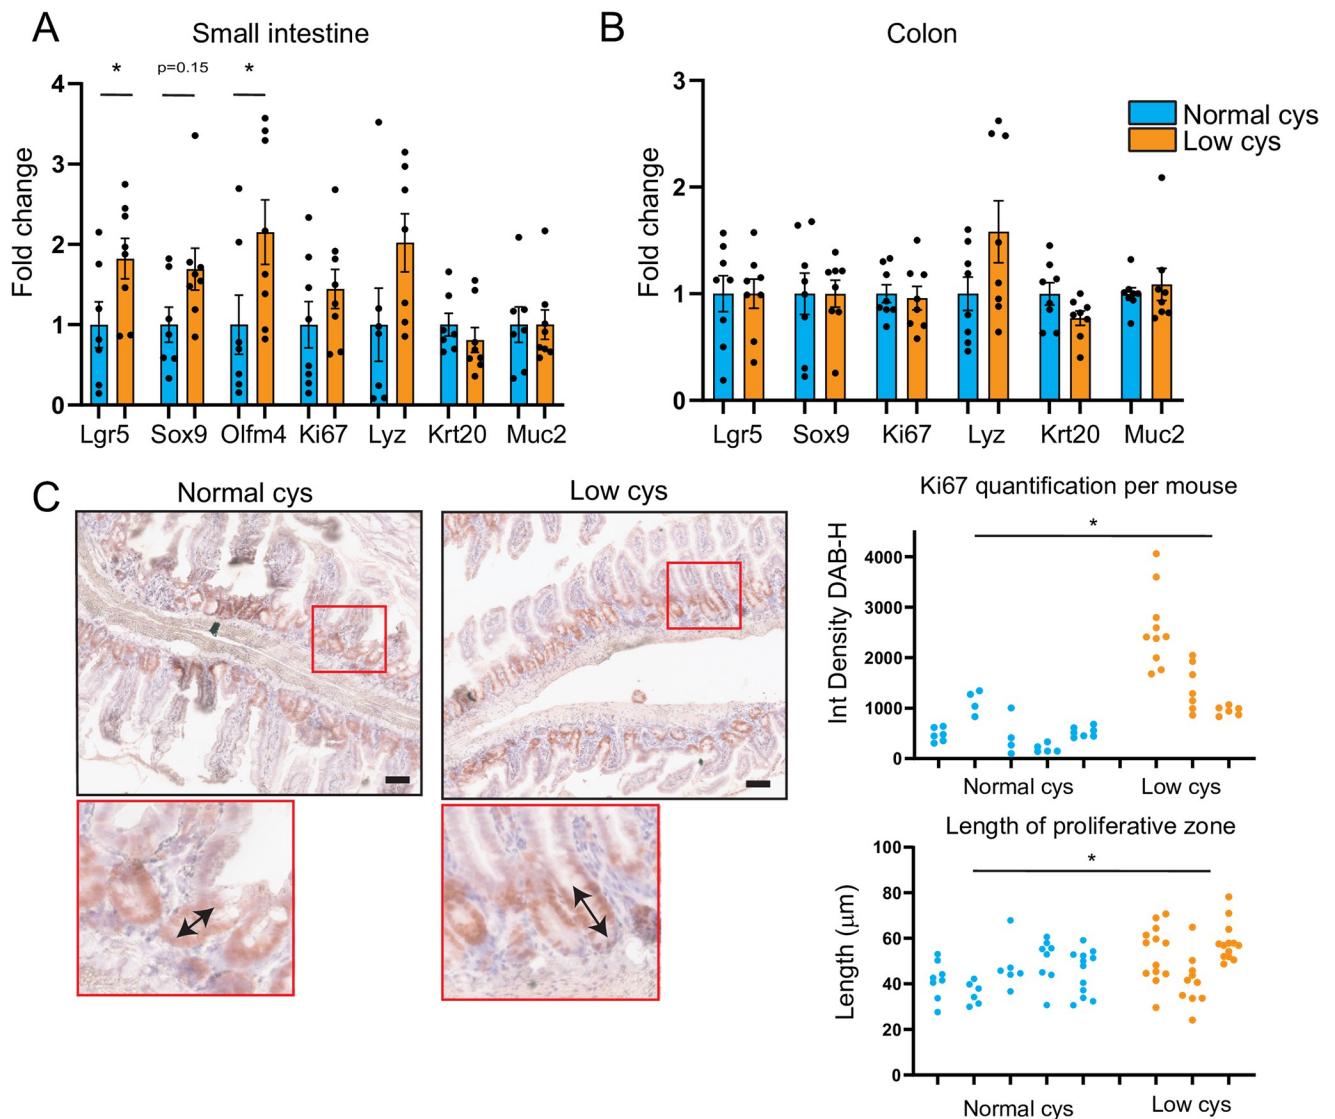 A
Small intestine
* p=0.15 *
Fold change
4
3
2
1
0
Lgr5 Sox9 Olfm4 Ki67 Lyz Krt20 Muc2
B
Colon
Fold change
3
2
1
0
Lgr5 Sox9 Ki67 Lyz Krt20 Muc2
Normal cys
Low cys
C
Normal cys
Low cys
Ki67 quantification per mouse
*
Int Density DAB-H
4000
3000
2000
1000
0
Normal cys Low cys
Length of proliferative zone
*
Length (μm)
100
80
60
40
20
0
Normal cys Low cys